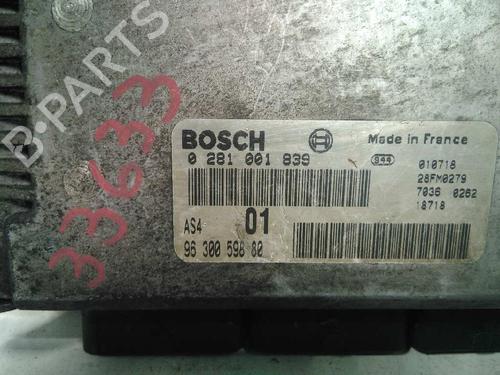 B-PARTS
33633
BOSCH
Made in France
0 281 001 839
844
010718
28FM0279
7036 0262
18718
AS4
01
96 300 598 80